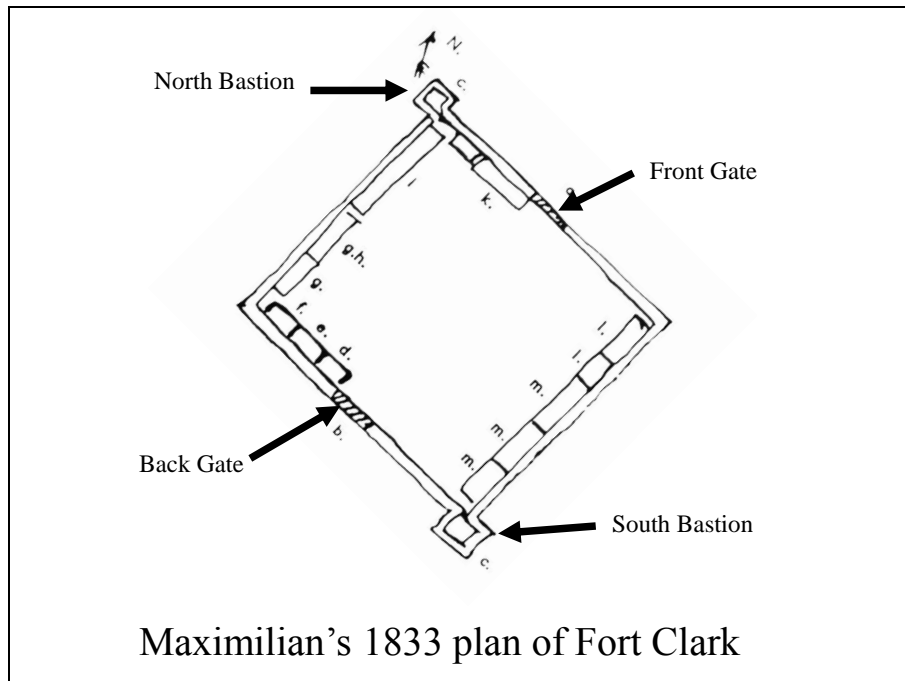 N.
North Bastion
c.
Front Gate
k.
i
g.h.
g.
f.
e.
d.
l.
l.
m.
m.
m.
b.
Back Gate
South Bastion
c.
Maximilian’s 1833 plan of Fort Clark